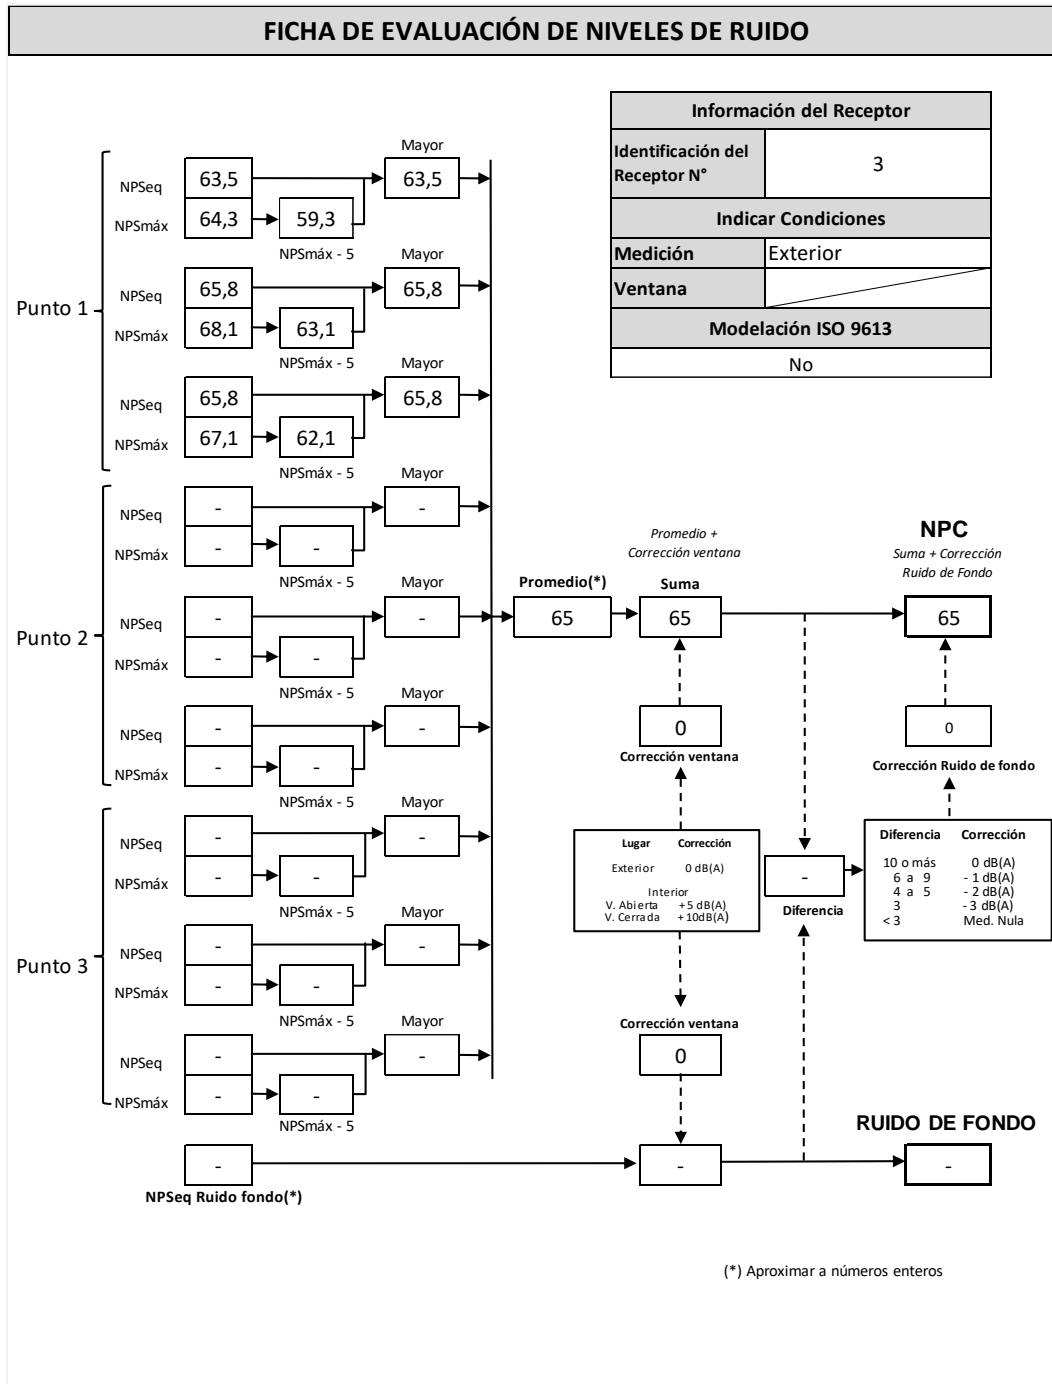 FICHA DE EVALUACIÓN DE NIVELES DE RUIDO
Información del Receptor
Identificación del Receptor N°
3
Indicar Condiciones
Medición
Exterior
Ventana
Modelación ISO 9613
No
Punto 1
Mayor
NPSeq
63,5
63,5
NPSmáx
64,3
59,3
NPSmáx - 5
Mayor
NPSeq
65,8
65,8
NPSmáx
68,1
63,1
NPSmáx - 5
Mayor
NPSeq
65,8
65,8
NPSmáx
67,1
62,1
NPSmáx - 5
Punto 2
Mayor
NPSeq
-
-
NPSmáx
-
-
NPSmáx - 5
Mayor
NPSeq
-
-
NPSmáx
-
-
NPSmáx - 5
Mayor
NPSeq
-
-
NPSmáx
-
-
NPSmáx - 5
Punto 3
Mayor
NPSeq
-
-
NPSmáx
-
-
NPSmáx - 5
Mayor
NPSeq
-
-
NPSmáx
-
-
NPSmáx - 5
Mayor
NPSeq
-
-
NPSmáx
-
-
NPSmáx - 5
Promedio(*)
65
Promedio +
Corrección ventana
Suma
65
NPC
Suma + Corrección
Ruido de Fondo
65
0
Corrección ventana
0
Corrección Ruido de fondo
Lugar Corrección
Exterior 0 dB(A)
Interior
V. Abierta +5 dB(A)
V. Cerrada +10dB(A)
-
Diferencia
Diferencia Corrección
10 o más 0 dB(A)
6 a 9 - 1 dB(A)
4 a 5 - 2 dB(A)
3 - 3 dB(A)
< 3 Med. Nula
Corrección ventana
0
-
NPSeq Ruido fondo(*)
-
RUIDO DE FONDO
-
(*) Aproximar a números enteros